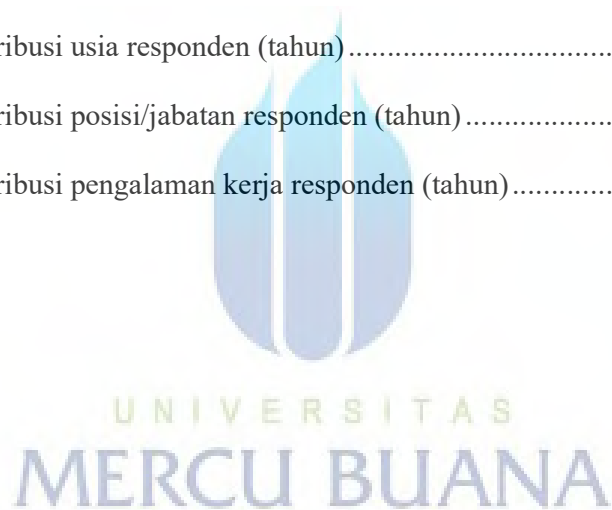 ribusi usia responden (tahun)................................
ribusi posisi/jabatan responden (tahun)..................
ribusi pengalaman kerja responden (tahun).............
UNIVERSITAS
MERCU BUANA